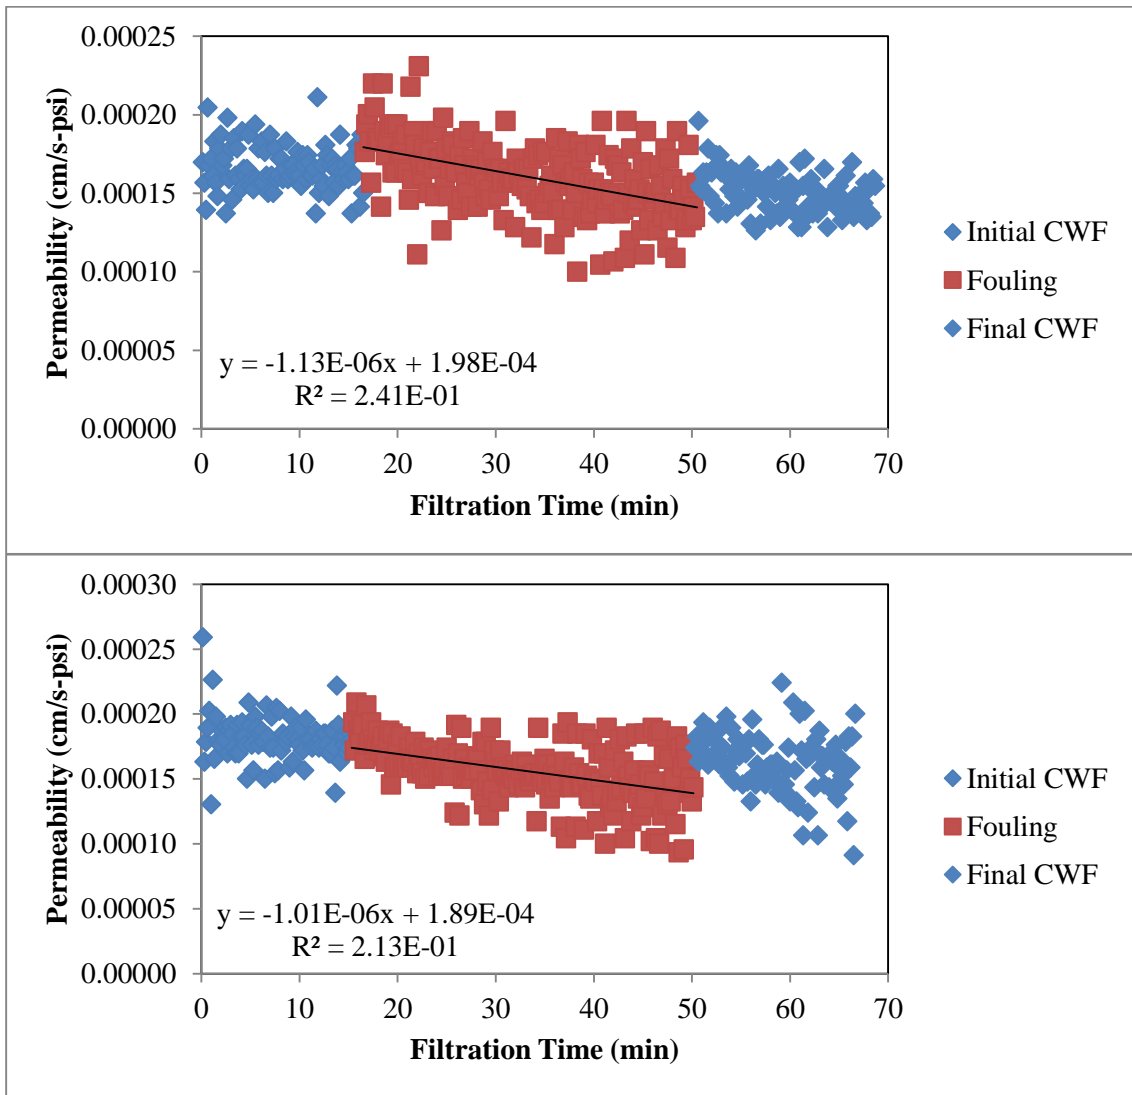 0.00025
0.00020
0.00015
0.00010
0.00005
0.00000
Permeability (cm/s-psi)
y = -1.13E-06x + 1.98E-04
R² = 2.41E-01
0 10 20 30 40 50 60 70
Filtration Time (min)
Initial CWF
Fouling
Final CWF
0.00030
0.00025
0.00020
0.00015
0.00010
0.00005
0.00000
Permeability (cm/s-psi)
y = -1.01E-06x + 1.89E-04
R² = 2.13E-01
0 10 20 30 40 50 60 70
Filtration Time (min)
Initial CWF
Fouling
Final CWF